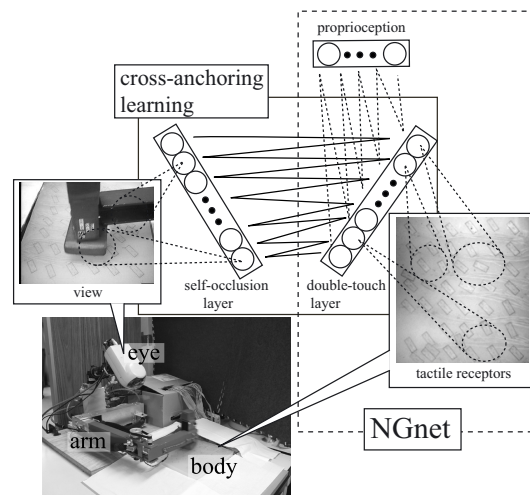 proprioception
cross-anchoring
learning
self-occlusion
layer
double-touch
layer
view
tactile receptors
eye
arm
body
NGnet